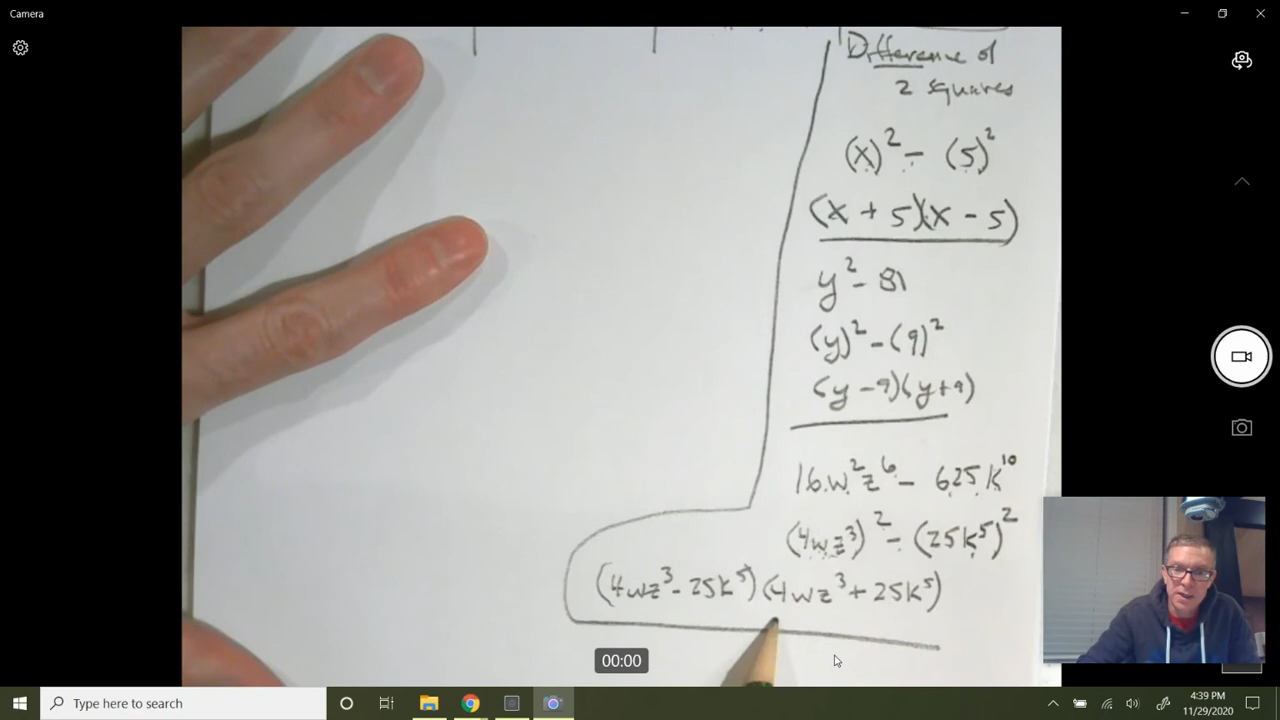 Camera
Difference of
2 squares
(x)² - (5)²
(x + 5)(x - 5)
y² - 81
(y)² - (9)²
(y - 9)(y + 9)
16w²z⁶ - 625k¹⁰
(4wz³)² - (25k⁵)²
(4wz³ - 25k⁵)(4wz³ + 25k⁵)
00:00
Type here to search
4:39 PM
11/29/2020